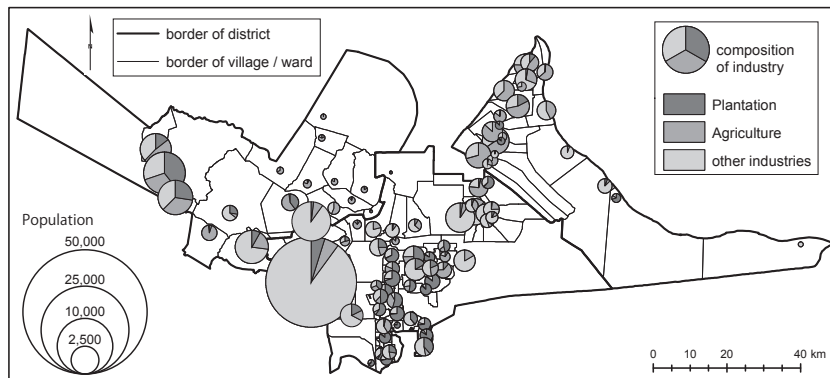 border of district
border of village / ward
composition
of industry
Plantation
Agriculture
other industries
Population
50,000
25,000
10,000
2,500
0 10 20 40 km